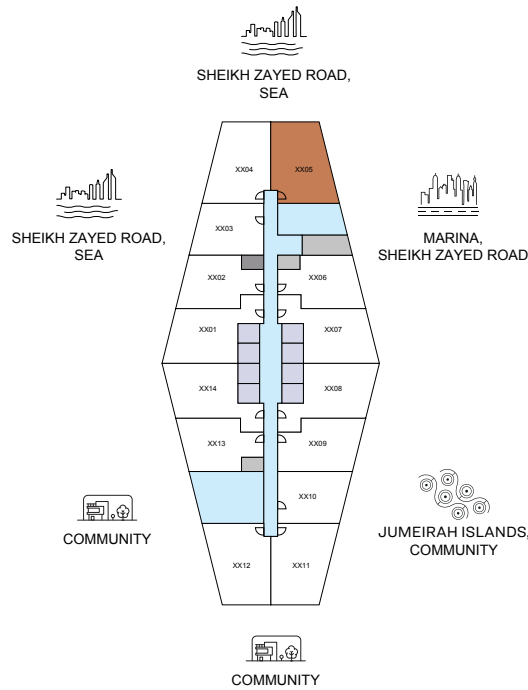 SHEIKH ZAYED ROAD,
SEA
XX04
XX05
SHEIKH ZAYED ROAD,
SEA
XX03
MARINA,
SHEIKH ZAYED ROAD
XX02
XX06
XX01
XX07
XX14
XX08
XX13
XX09
XX10
COMMUNITY
JUMEIRAH ISLANDS,
COMMUNITY
XX12
XX11
COMMUNITY